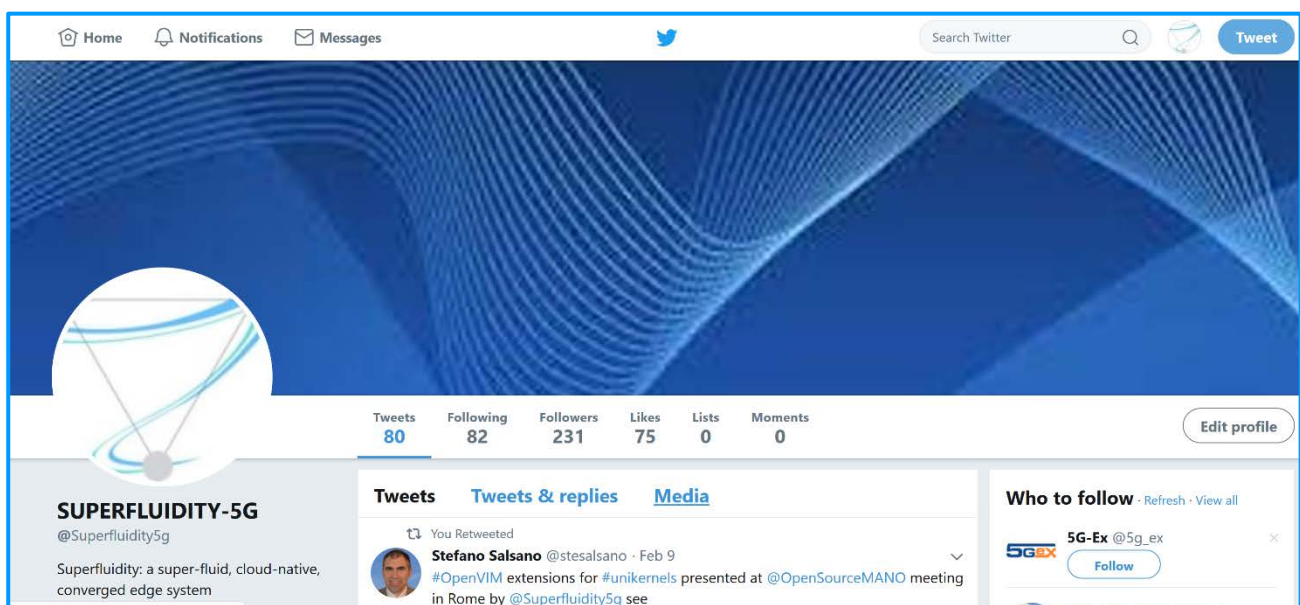 Home Notifications Messages Search Twitter Tweet
Tweets Following Followers Likes Lists Moments
80 82 231 75 0 0
Edit profile
SUPERFLUIDITY-5G
@Superfluidity5g
Superfluidity: a super-fluid, cloud-native,
converged edge system
Tweets Tweets & replies Media
You Retweeted
Stefano Salsano @stesalsano · Feb 9
#OpenVIM extensions for #unikernels presented at @OpenSourceMANO meeting
in Rome by @Superfluidity5g see
Who to follow · Refresh · View all
5GEX
5G-Ex @5g_ex
Follow